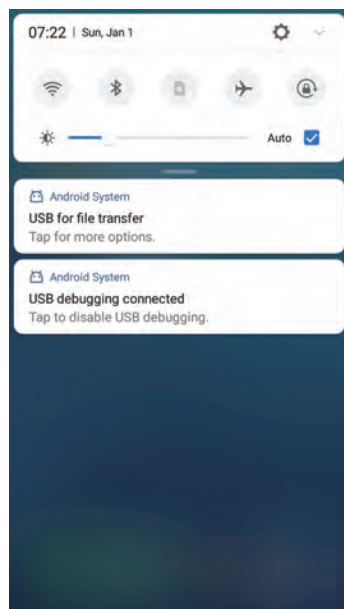 07:22 | Sun, Jan 1
Auto
Android System
USB for file transfer
Tap for more options.
Android System
USB debugging connected
Tap to disable USB debugging.